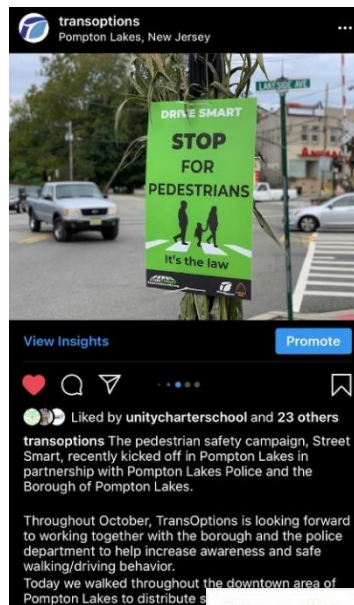 transoptions
Pompton Lakes, New Jersey
LAKESIDE AVE
DRIVE SMART
STOP
FOR
PEDESTRIANS
It's the law
View Insights
Promote
Liked by unitycharterschool and 23 others
transoptions The pedestrian safety campaign, Street
Smart, recently kicked off in Pompton Lakes in
partnership with Pompton Lakes Police and the
Borough of Pompton Lakes.
Throughout October, TransOptions is looking forward
to working together with the borough and the police
department to help increase awareness and safe
walking/driving behavior.
Today we walked throughout the downtown area of
Pompton Lakes to distribute